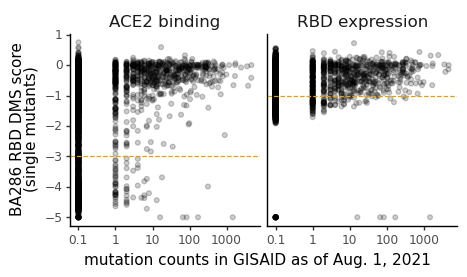 ACE2 binding RBD expression
BA286 RBD DMS score
(single mutants)
1
0
−1
−2
−3
−4
−5
0.1 1 10 100 1000 0.1 1 10 100 1000
mutation counts in GISAID as of Aug. 1, 2021